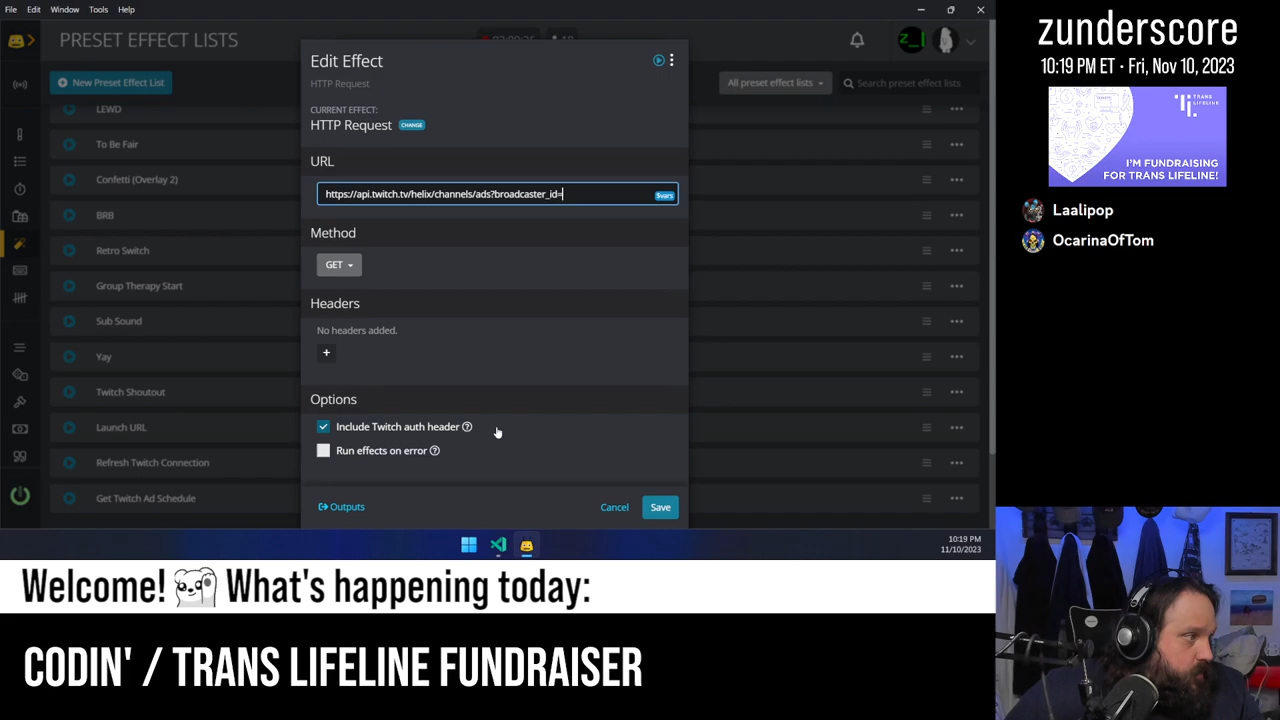 File Edit Window Tools Help
PRESET EFFECT LISTS
New Preset Effect List
All preset effect lists
Search preset effect lists
LEWD
To Be Fair
Confetti (Overlay 2)
BRB
Retro Switch
Group Therapy Start
Sub Sound
Yay
Twitch Shoutout
Launch URL
Refresh Twitch Connection
Get Twitch Ad Schedule
Edit Effect
HTTP Request
CURRENT EFFECT:
HTTP Request CHANGE
URL
https://api.twitch.tv/helix/channels/ads?broadcaster_id=
$vars
Method
GET
Headers
No headers added.
+
Options
Include Twitch auth header
Run effects on error
Outputs
Cancel
Save
10:19 PM
11/10/2023
zunderscore
10:19 PM ET · Fri, Nov 10, 2023
TRANS
LIFELINE
I'M FUNDRAISING
FOR TRANS LIFELINE!
Laalipop
OcarinaOfTom
Welcome! What's happening today:
CODIN' / TRANS LIFELINE FUNDRAISER